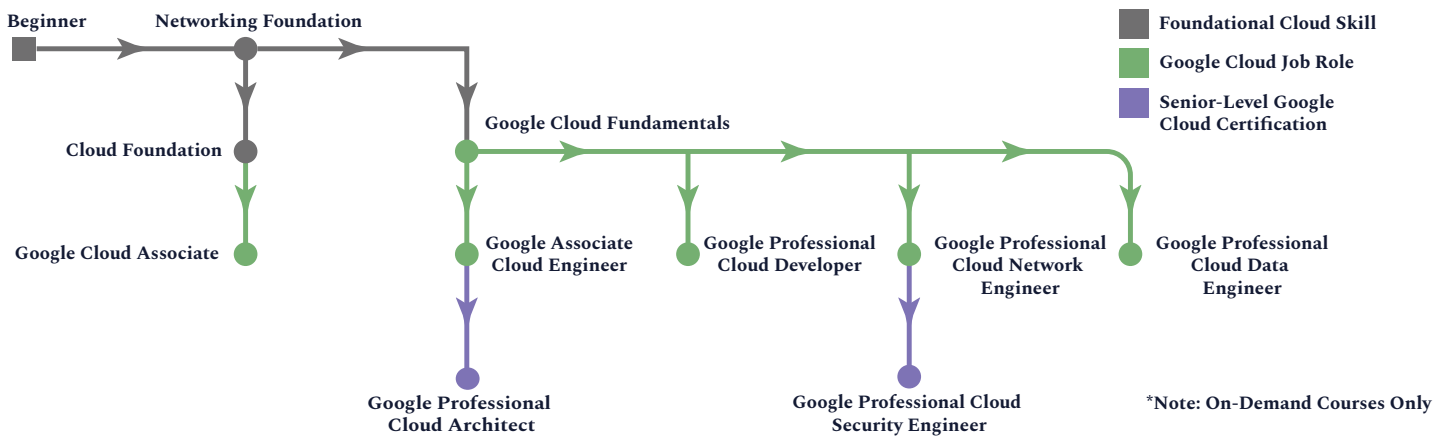 Beginner
Networking Foundation
Foundational Cloud Skill
Google Cloud Job Role
Senior-Level Google
Cloud Certification
Google Cloud Fundamentals
Cloud Foundation
Google Cloud Associate
Google Associate
Cloud Engineer
Google Professional
Cloud Developer
Google Professional
Cloud Network
Engineer
Google Professional
Cloud Data
Engineer
Google Professional
Cloud Architect
Google Professional Cloud
Security Engineer
*Note: On-Demand Courses Only